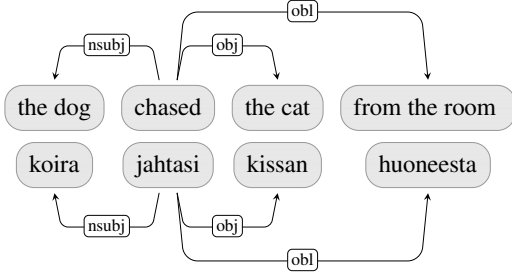 obl
nsubj obj
the dog chased the cat from the room
koira jahtasi kissan huoneesta
nsubj obj
obl